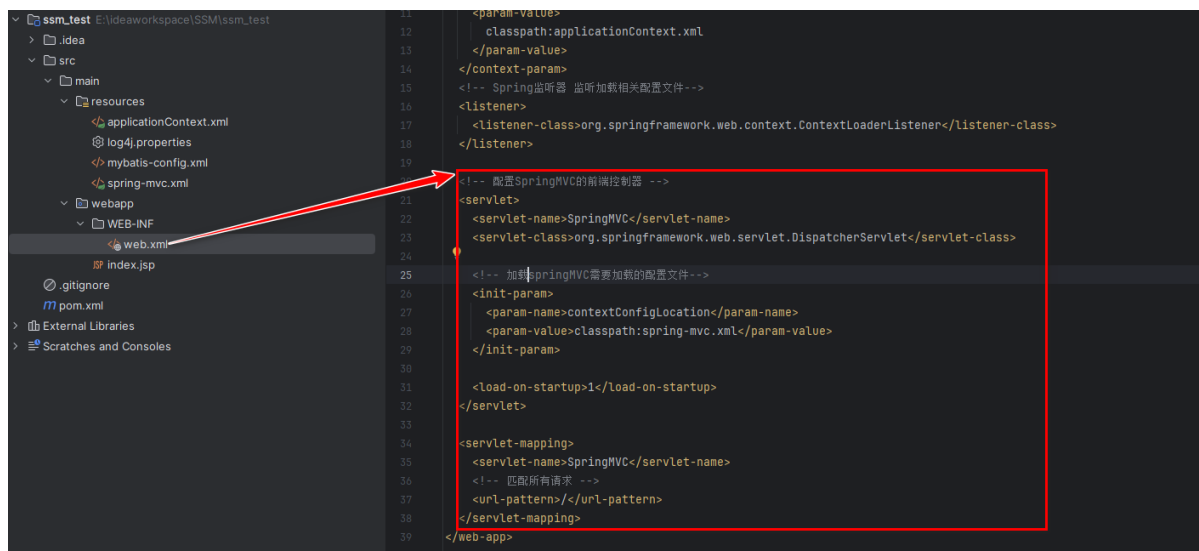 ssm_test E:\ideaworkspace\SSM\ssm_test
.idea
src
main
resources
applicationContext.xml
log4j.properties
mybatis-config.xml
spring-mvc.xml
webapp
WEB-INF
web.xml
index.jsp
.gitignore
pom.xml
External Libraries
Scratches and Consoles
11 <param-value>
12 classpath:applicationContext.xml
13 </param-value>
14 </context-param>
15 <!-- Spring监听器 监听加载相关配置文件-->
16 <listener>
17 <listener-class>org.springframework.web.context.ContextLoaderListener</listener-class>
18 </listener>
19
<!-- 配置SpringMVC的前端控制器 -->
21 <servlet>
22 <servlet-name>SpringMVC</servlet-name>
23 <servlet-class>org.springframework.web.servlet.DispatcherServlet</servlet-class>
24
25 <!-- 加载springMVC需要加载的配置文件-->
26 <init-param>
27 <param-name>contextConfigLocation</param-name>
28 <param-value>classpath:spring-mvc.xml</param-value>
29 </init-param>
30
31 <load-on-startup>1</load-on-startup>
32 </servlet>
33
34 <servlet-mapping>
35 <servlet-name>SpringMVC</servlet-name>
36 <!-- 匹配所有请求 -->
37 <url-pattern>/</url-pattern>
38 </servlet-mapping>
39 </web-app>